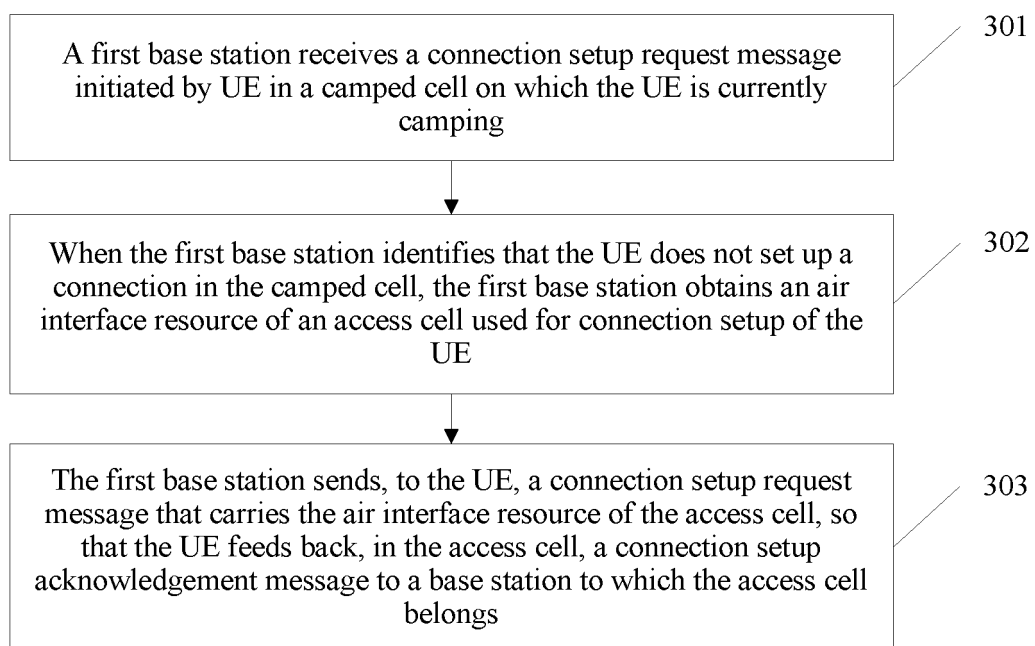 A first base station receives a connection setup request message
initiated by UE in a camped cell on which the UE is currently
camping
301
When the first base station identifies that the UE does not set up a
connection in the camped cell, the first base station obtains an air
interface resource of an access cell used for connection setup of the
UE
302
The first base station sends, to the UE, a connection setup request
message that carries the air interface resource of the access cell, so
that the UE feeds back, in the access cell, a connection setup
acknowledgement message to a base station to which the access cell
belongs
303